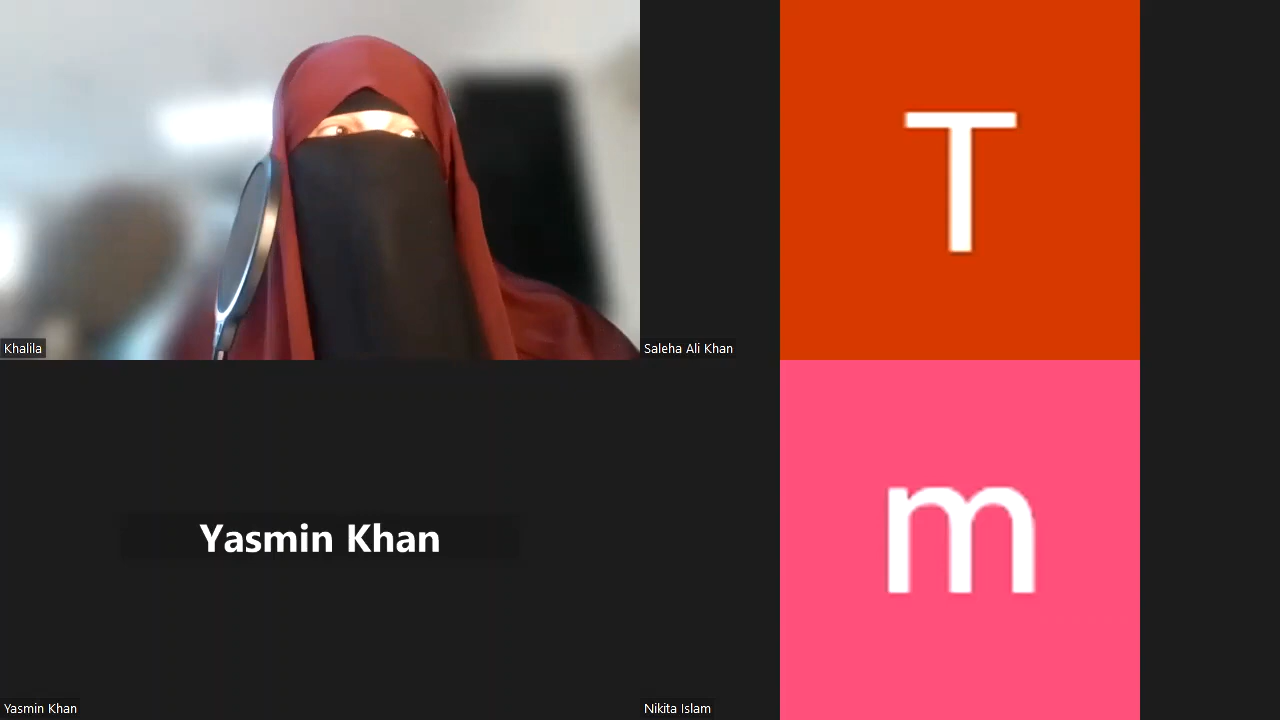 T
Khalila
Saleha Ali Khan
Yasmin Khan
m
Yasmin Khan
Nikita Islam